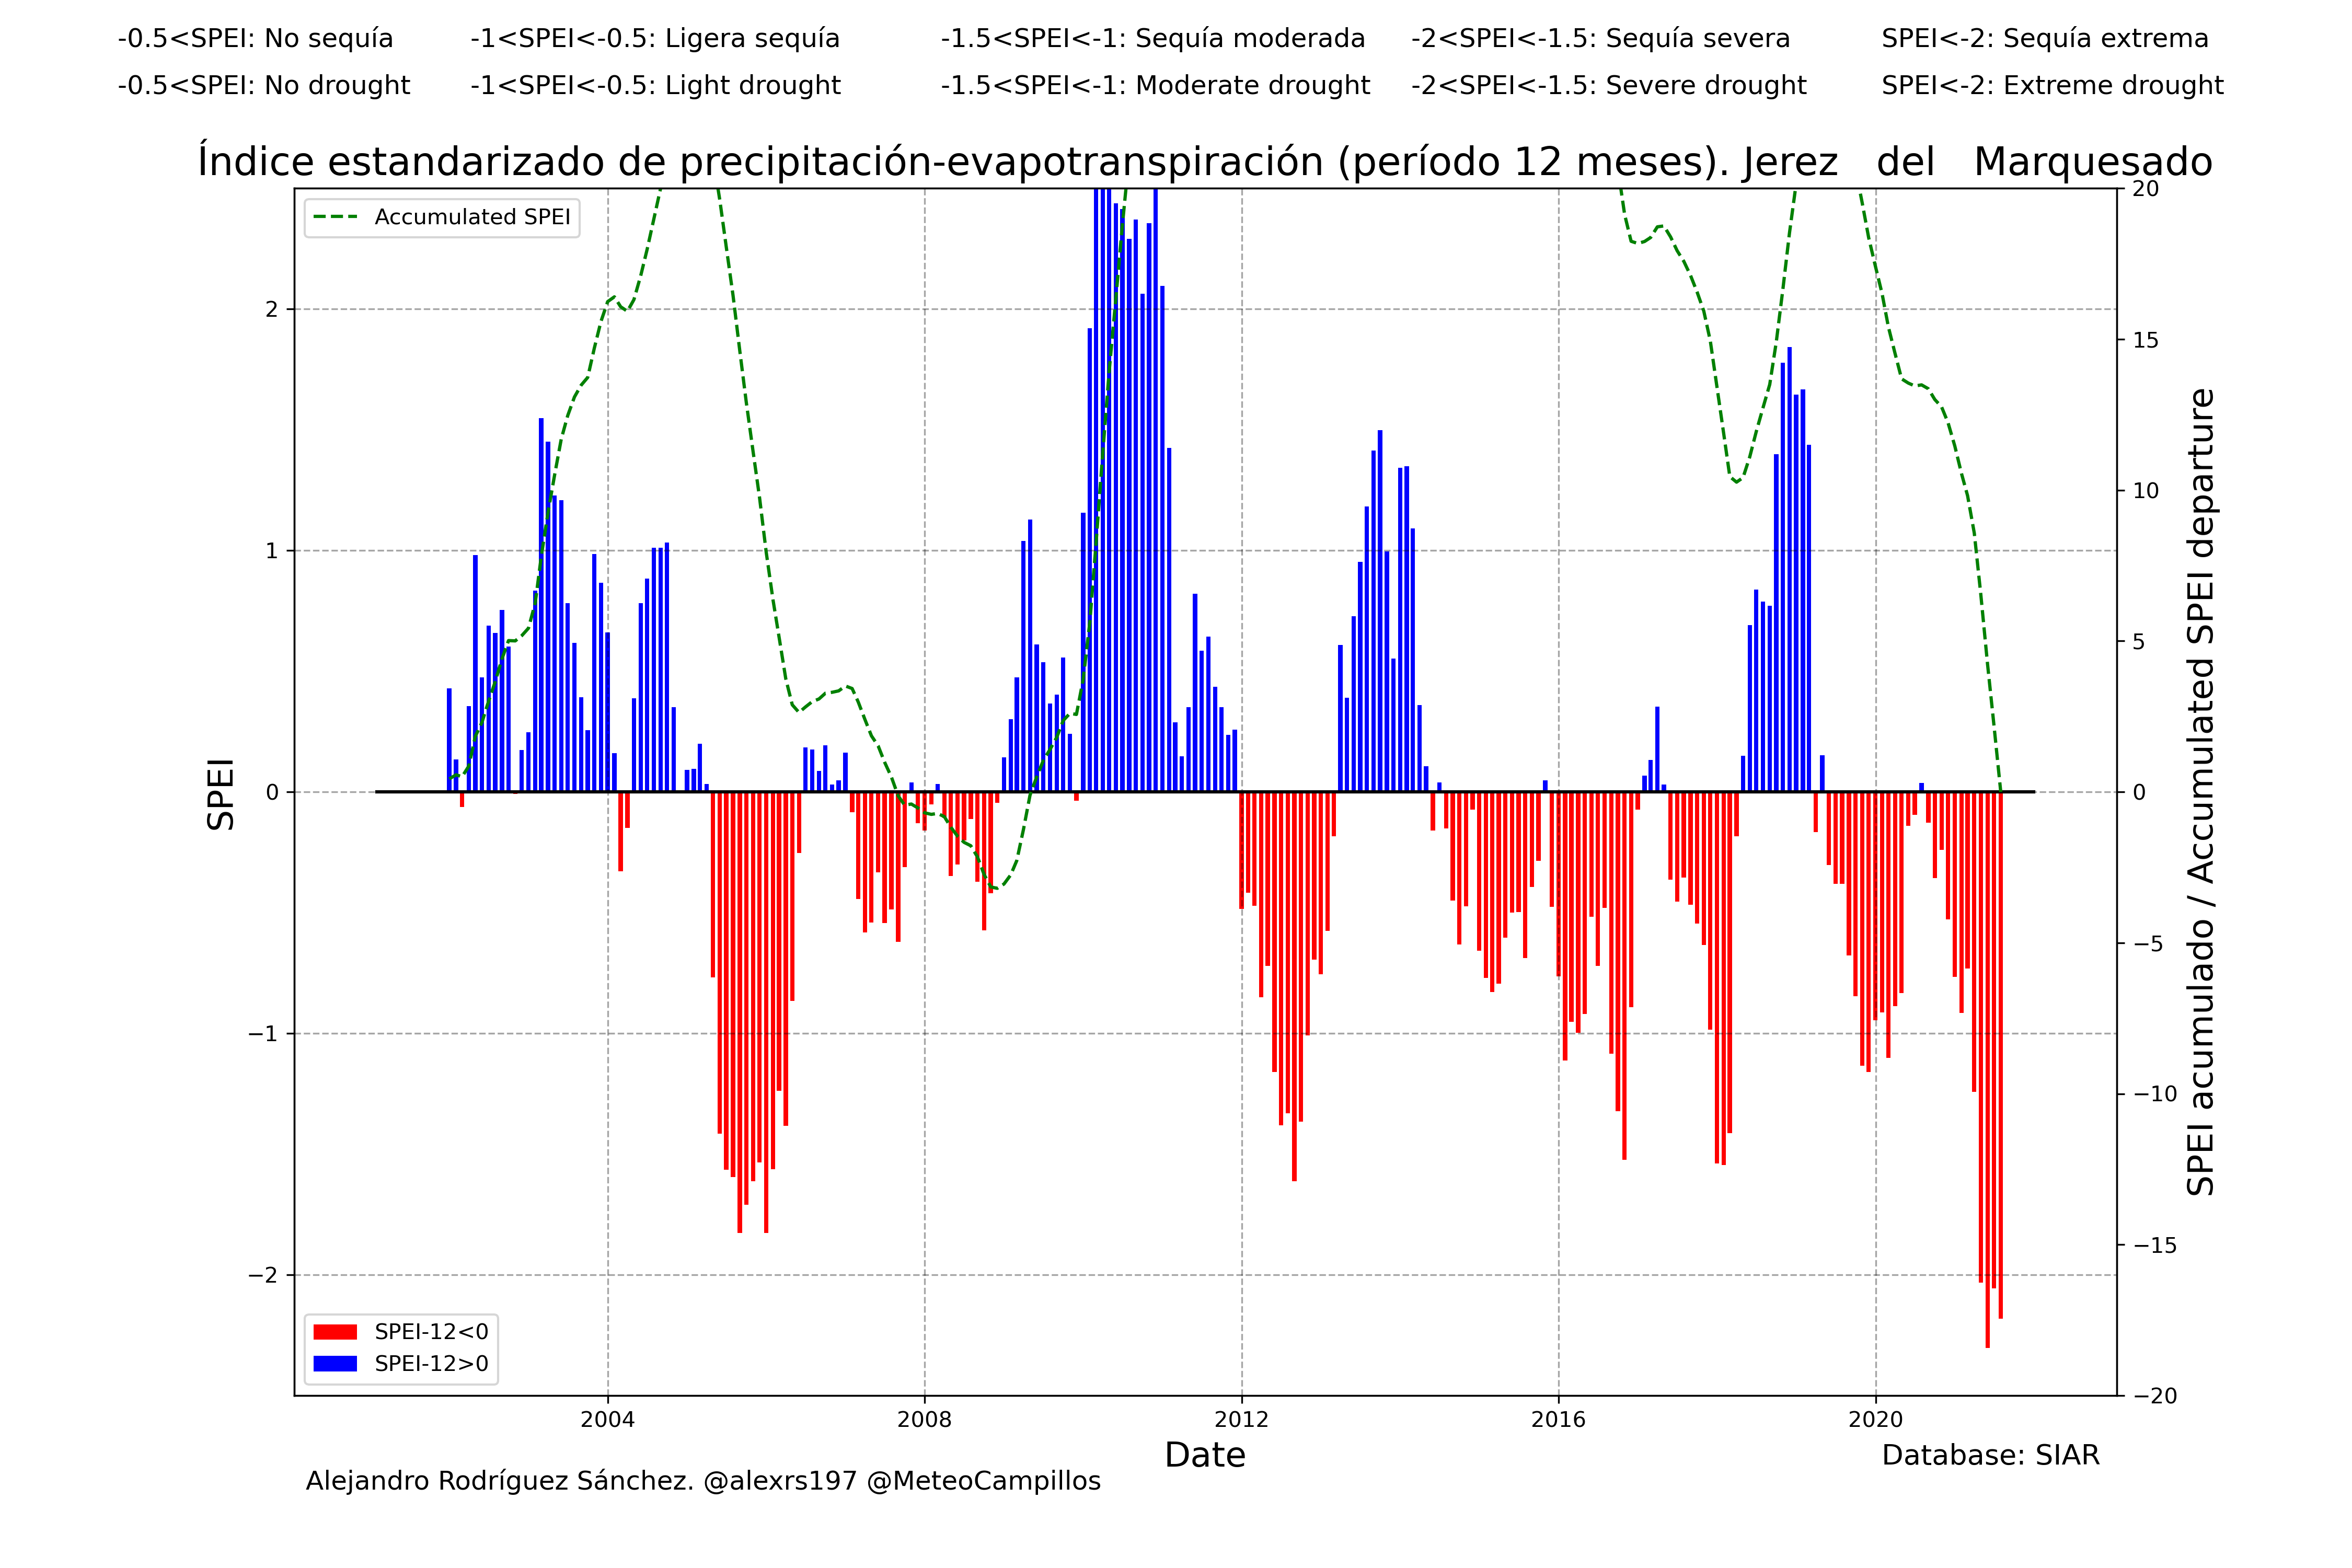 -0.5<SPEI: No sequía -1<SPEI<-0.5: Ligera sequía -1.5<SPEI<-1: Sequía moderada -2<SPEI<-1.5: Sequía severa SPEI<-2: Sequía extrema
-0.5<SPEI: No drought -1<SPEI<-0.5: Light drought -1.5<SPEI<-1: Moderate drought -2<SPEI<-1.5: Severe drought SPEI<-2: Extreme drought
Índice estandarizado de precipitación-evapotranspiración (período 12 meses). Jerez del Marquesado
Accumulated SPEI
2
1
0
−1
−2
SPEI
20
15
10
5
0
−5
−10
−15
−20
SPEI acumulado / Accumulated SPEI departure
SPEI-12<0
SPEI-12>0
2004 2008 2012 2016 2020
Date
Database: SIAR
Alejandro Rodríguez Sánchez. @alexrs197 @MeteoCampillos